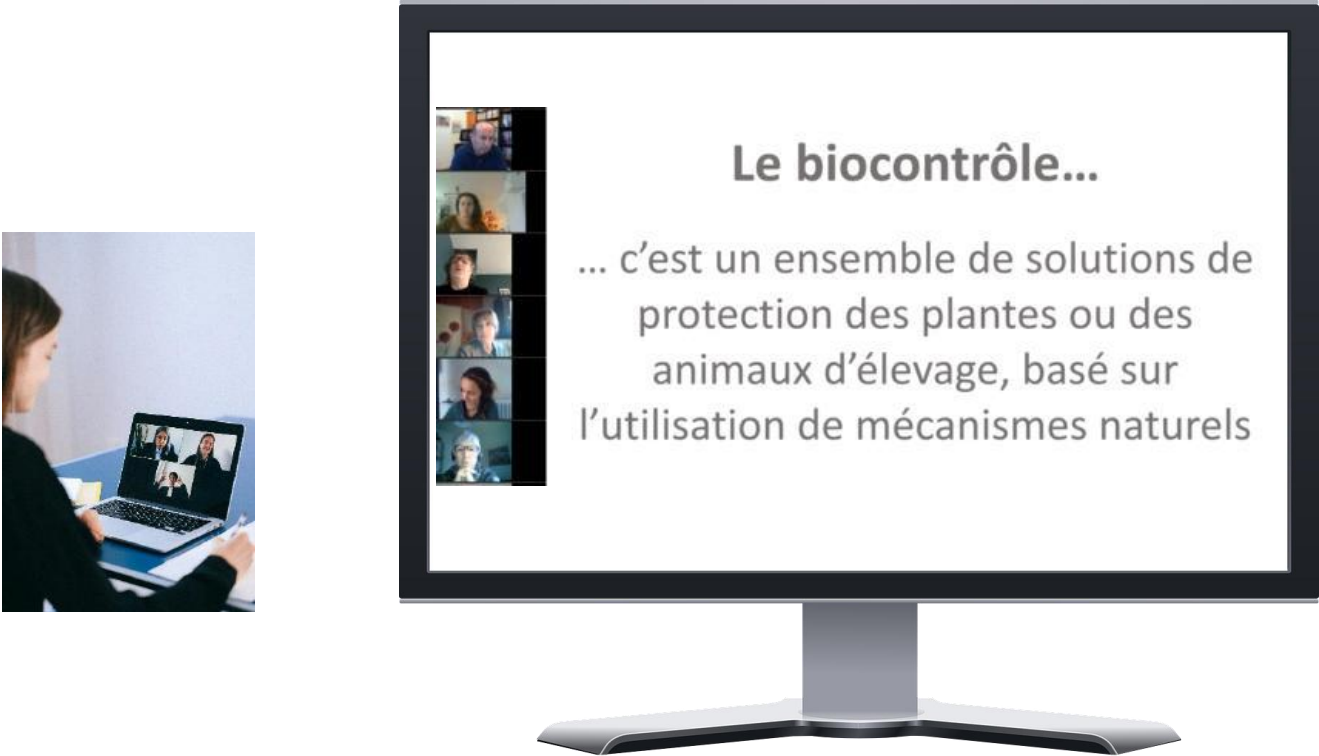 Le biocontrôle...
... c’est un ensemble de solutions de
protection des plantes ou des
animaux d’élevage, basé sur
l’utilisation de mécanismes naturels